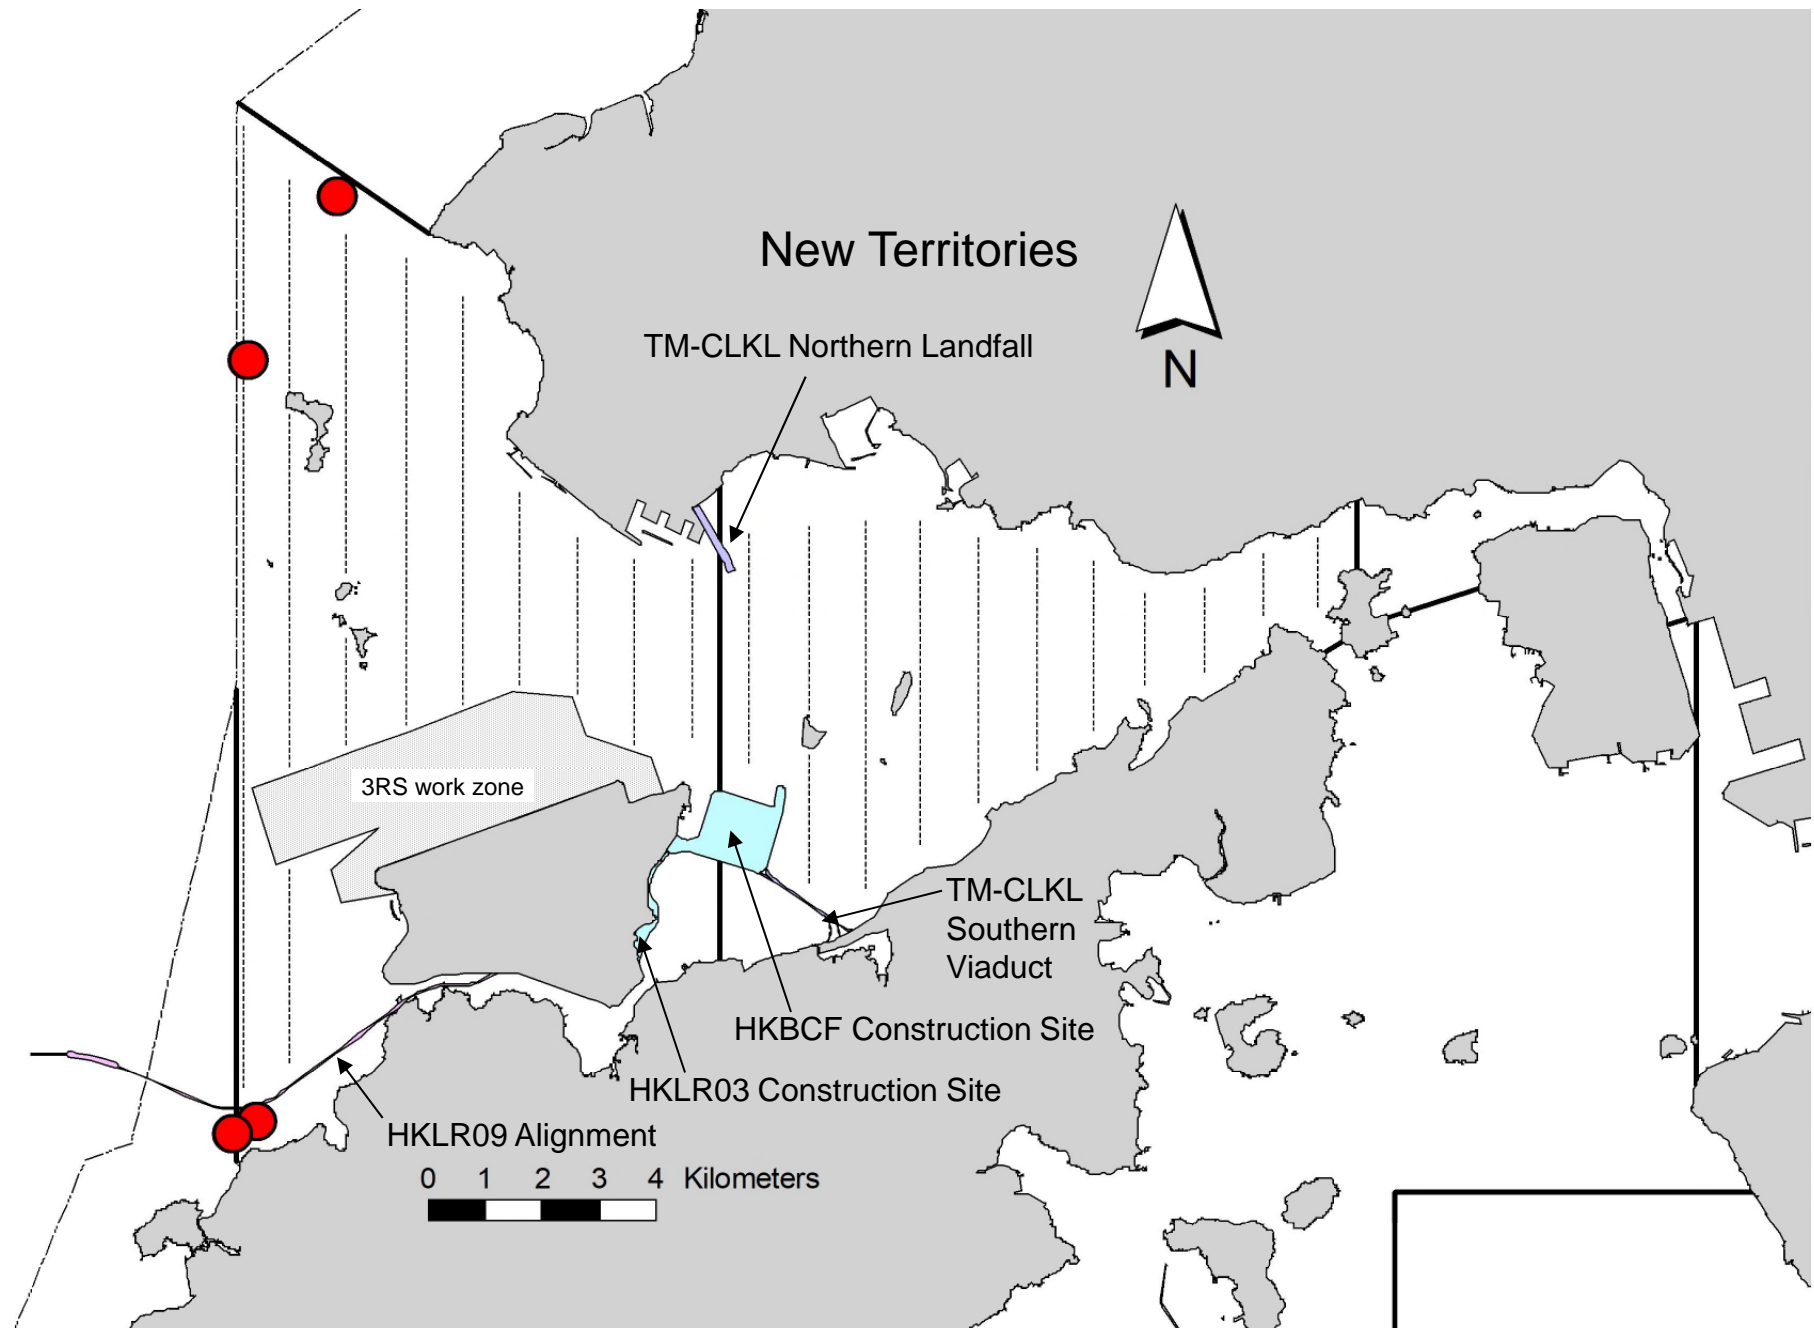 New Territories
TM-CLKL Northern Landfall
N
3RS work zone
TM-CLKL
Southern
Viaduct
HKBCF Construction Site
HKLR03 Construction Site
HKLR09 Alignment
0 1 2 3 4 Kilometers